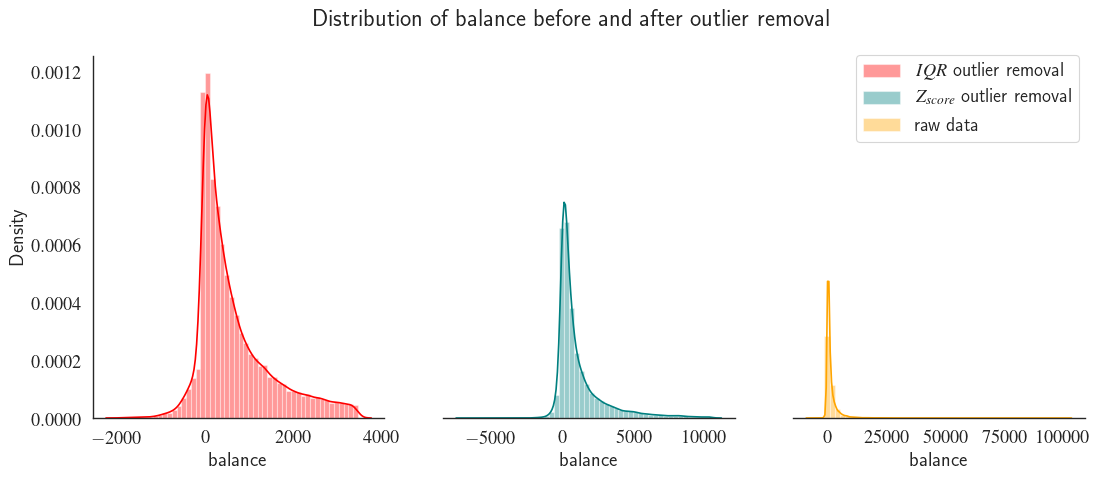 Distribution of balance before and after outlier removal
IQR outlier removal
Zscore outlier removal
raw data
Density
0.0012
0.0010
0.0008
0.0006
0.0004
0.0002
0.0000
−2000 0 2000 4000
balance
−5000 0 5000 10000
balance
0 25000 50000 75000 100000
balance